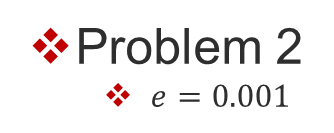 ❖ Problem 2
❖ e = 0.001